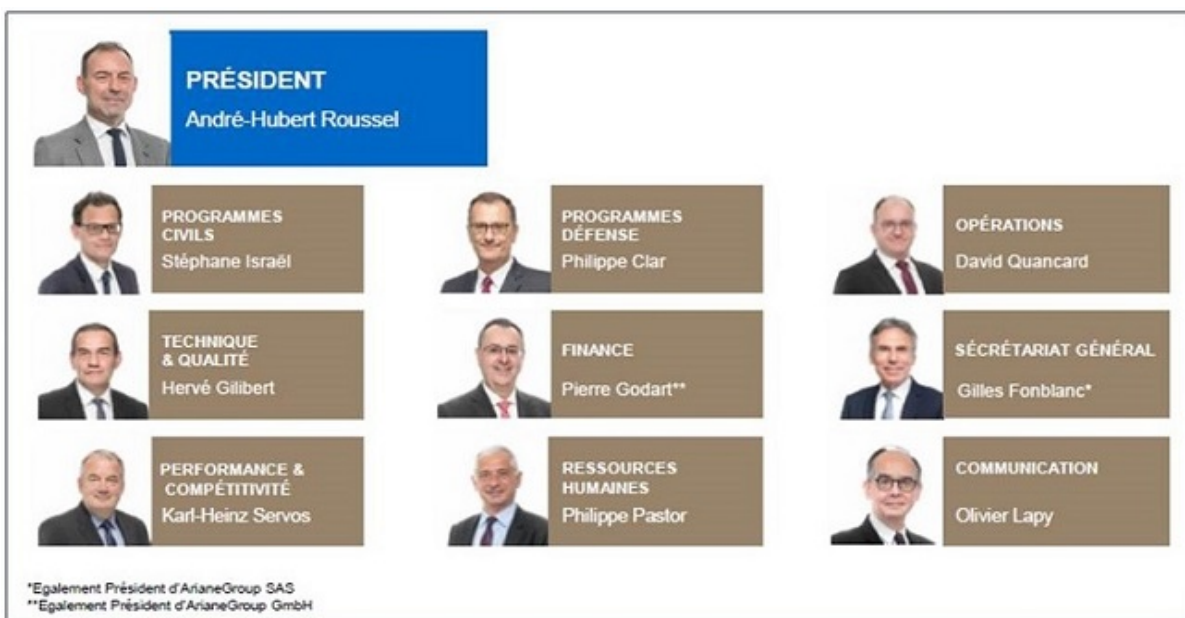 PRÉSIDENT
André-Hubert Roussel
PROGRAMMES
CIVILS
Stéphane Israël
PROGRAMMES
DÉFENSE
Philippe Clar
OPÉRATIONS
David Quancard
TECHNIQUE
& QUALITÉ
Hervé Gilibert
FINANCE
Pierre Godart**
SÉCRÉTARIAT GÉNÉRAL
Gilles Fonblanc*
PERFORMANCE &
COMPÉTITIVITÉ
Karl-Heinz Servos
RESSOURCES
HUMAINES
Philippe Pastor
COMMUNICATION
Olivier Lapy
*Egalement Président d'ArianeGroup SAS
**Egalement Président d'ArianeGroup GmbH